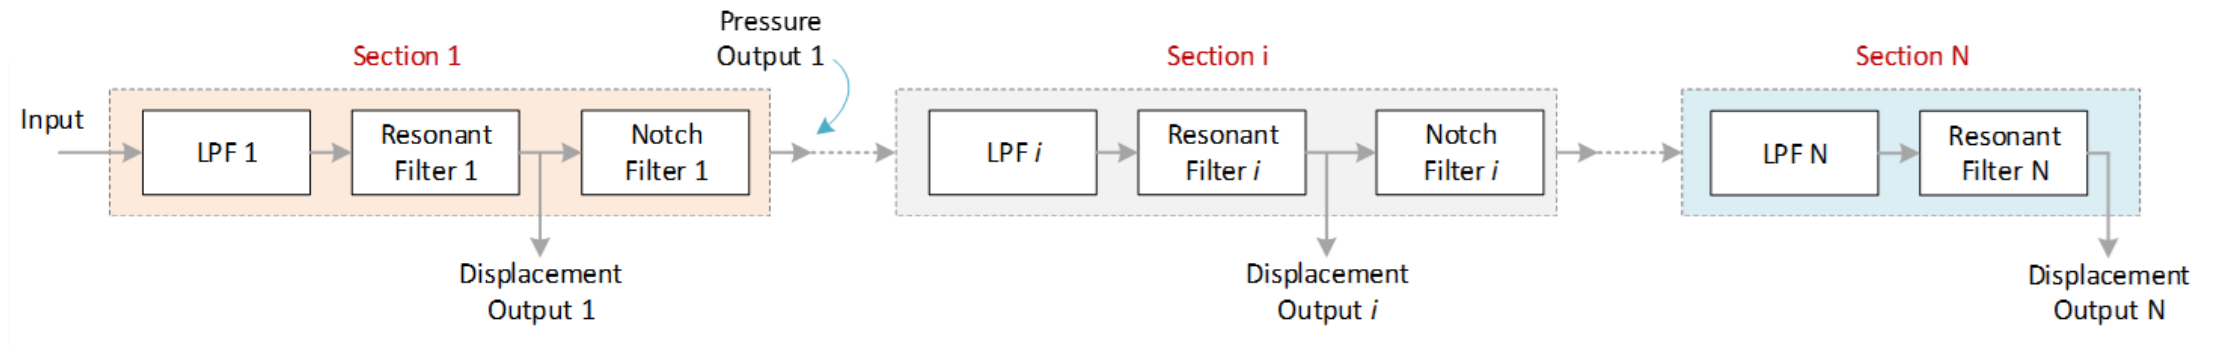 Pressure
Output 1
Section 1
Section i
Section N
Input
LPF 1
Resonant
Filter 1
Notch
Filter 1
LPF i
Resonant
Filter i
Notch
Filter i
LPF N
Resonant
Filter N
Displacement
Output 1
Displacement
Output i
Displacement
Output N